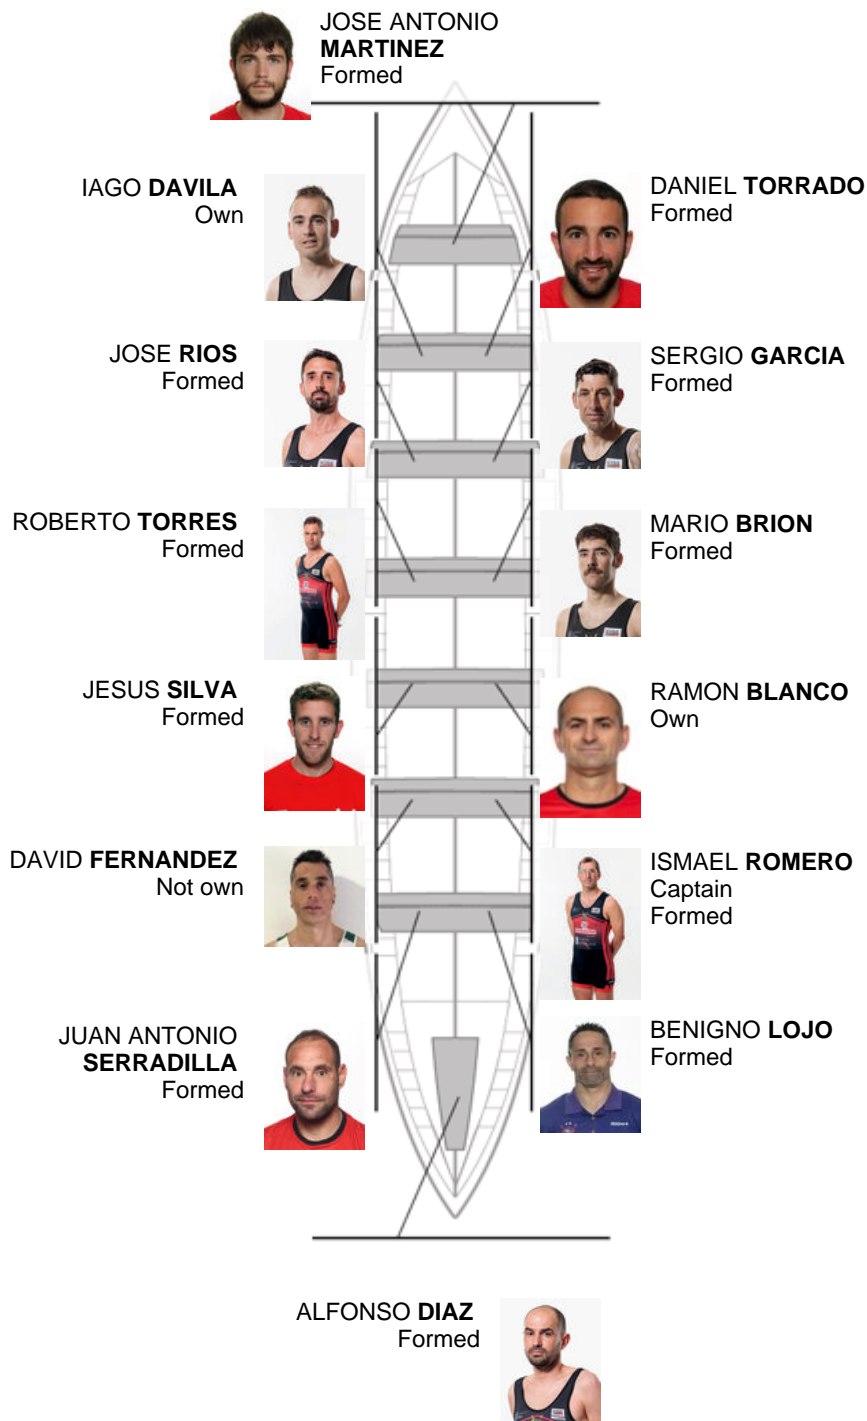 JOSE ANTONIO
MARTINEZ
Formed
IAGO DAVILA
Own
DANIEL TORRADO
Formed
JOSE RIOS
Formed
SERGIO GARCIA
Formed
ROBERTO TORRES
Formed
MARIO BRION
Formed
JESUS SILVA
Formed
RAMON BLANCO
Own
DAVID FERNANDEZ
Not own
ISMAEL ROMERO
Captain
Formed
JUAN ANTONIO
SERRADILLA
Formed
BENIGNO LOJO
Formed
ALFONSO DIAZ
Formed